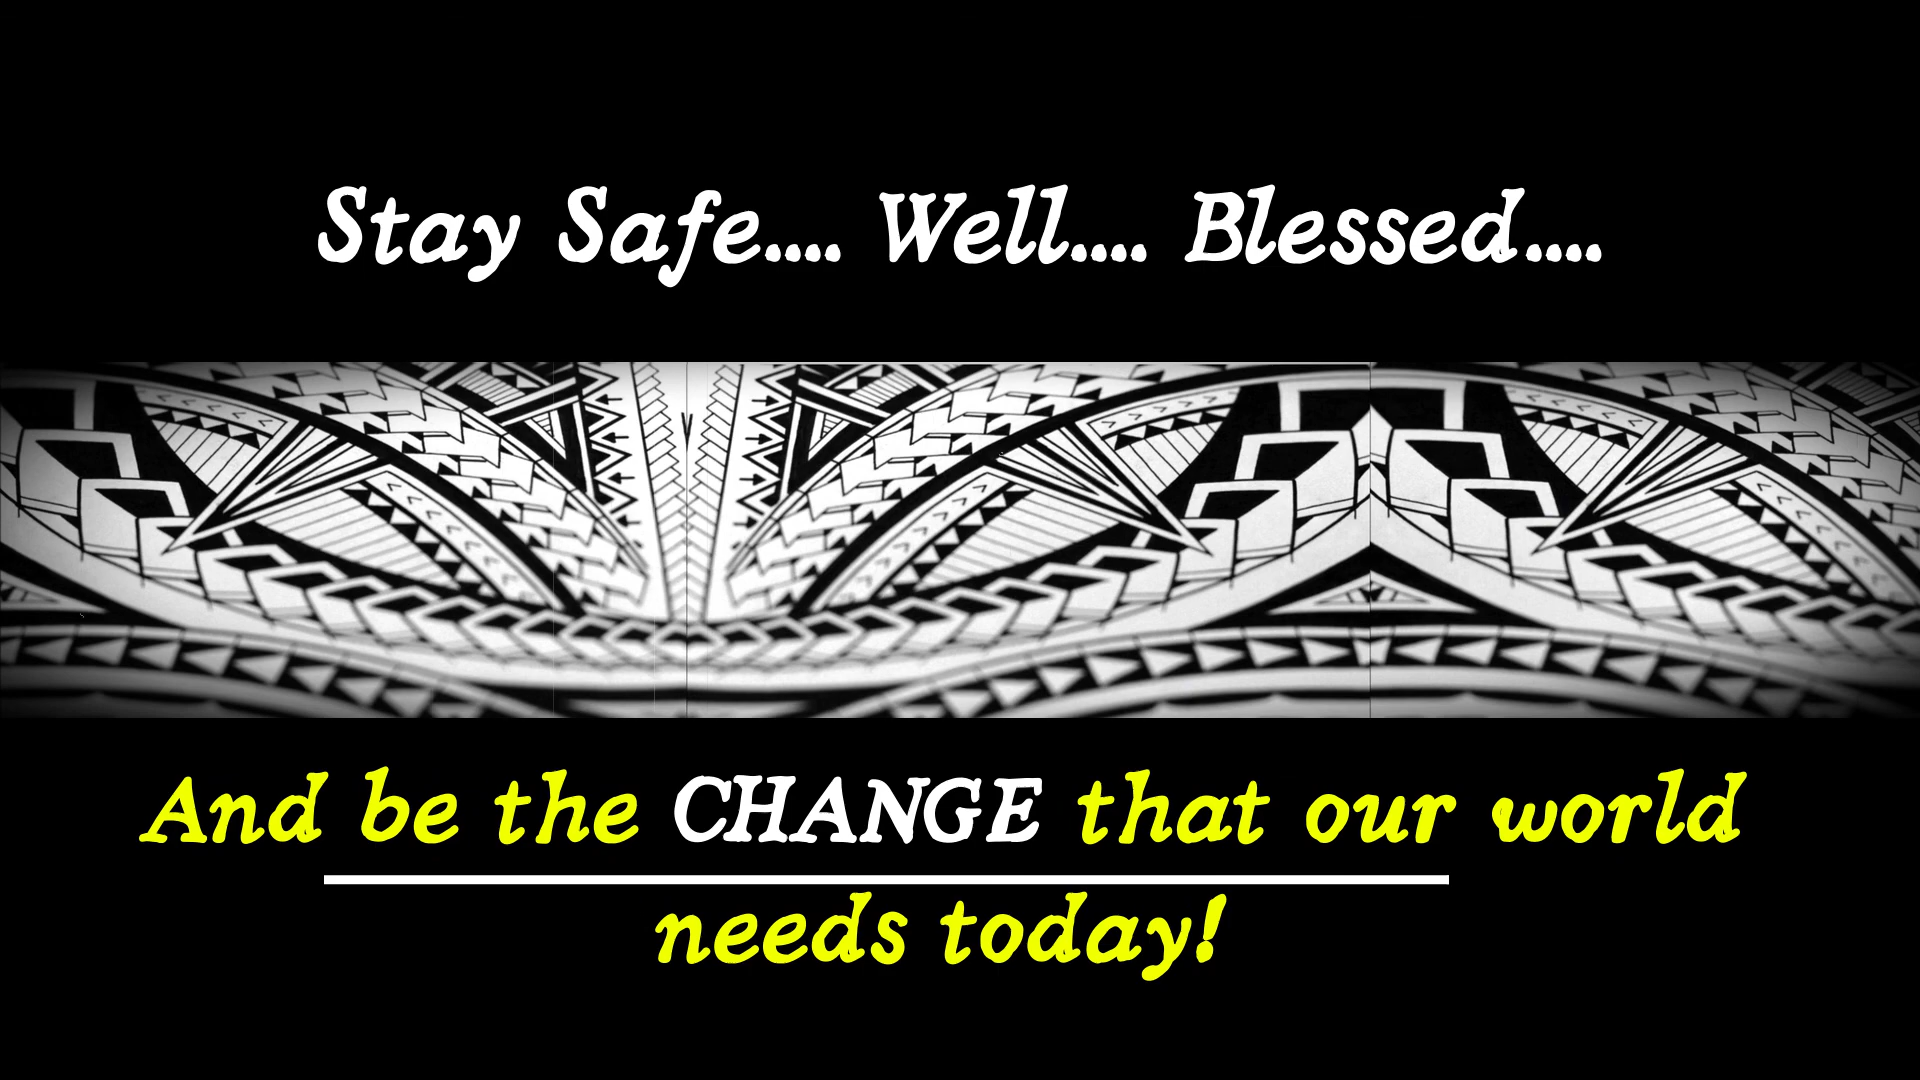 Stay Safe.... Well.... Blessed....
And be the CHANGE that our world
needs today!